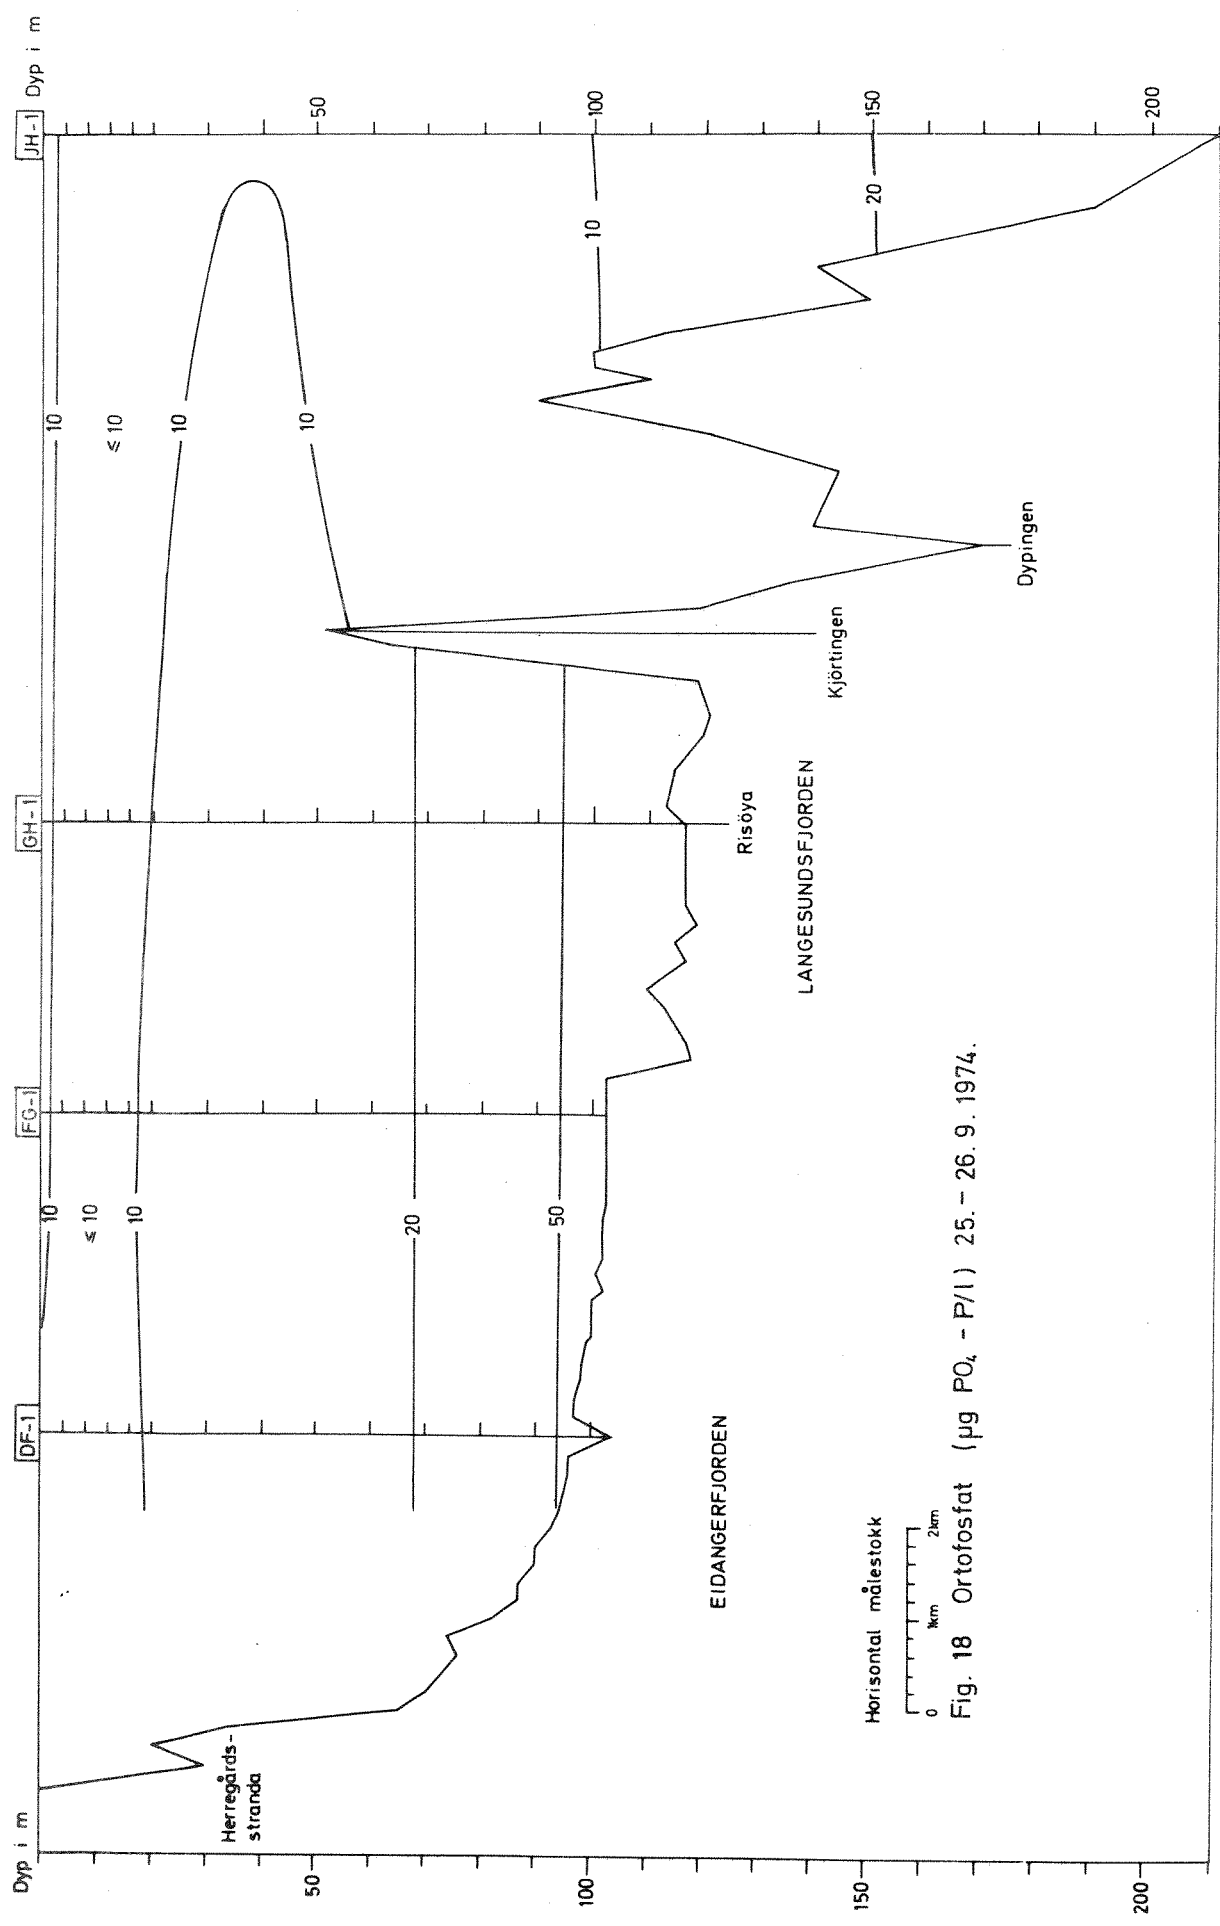 Dyp i m
DF-1
FG-1
GH-1
JH-1
Dyp i m
10
10
≤ 10
≤ 10
10
10
10
20
50
10
20
50
100
150
200
50
100
150
200
Herregårds-
stranda
EIDANGERFJORDEN
LANGESUNDSFJORDEN
Risöya
Kjörtingen
Dypingen
Horisontal målestokk
0 1km 2km
Fig. 18 Ortofosfat (µg PO₄ - P/l) 25.- 26. 9. 1974.